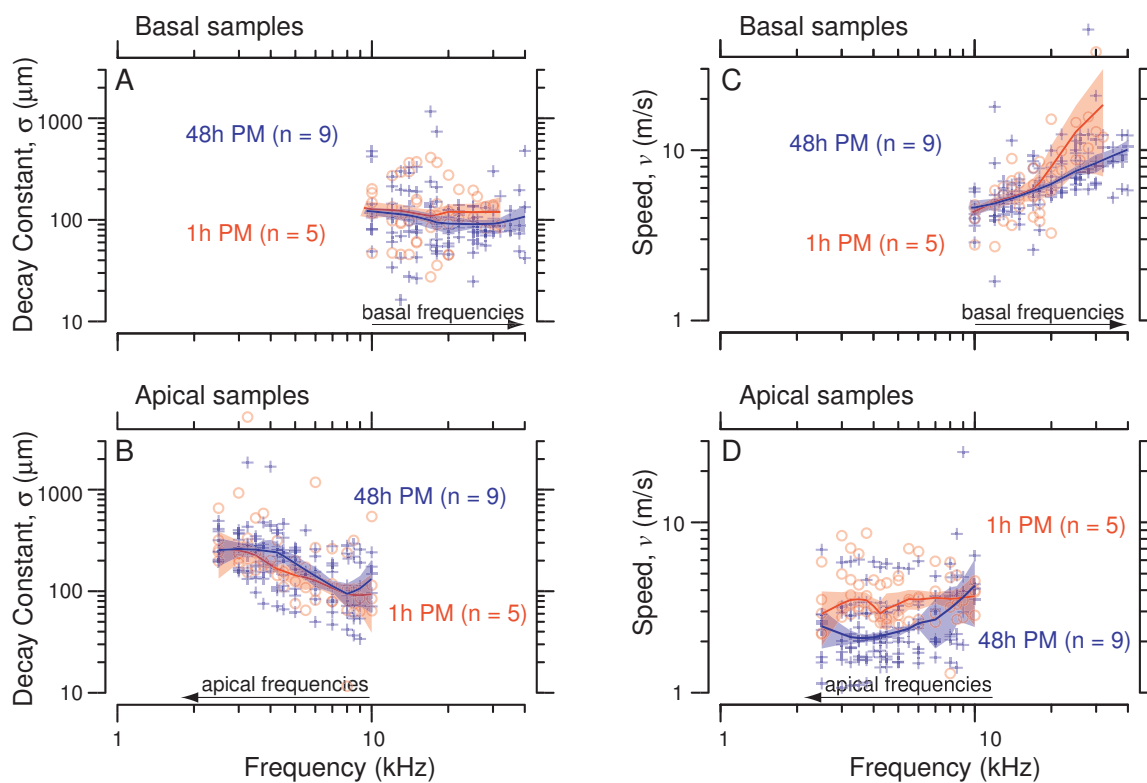 Basal samples
A
Decay Constant, σ (μm)
1000
100
10
48h PM (n = 9)
1h PM (n = 5)
basal frequencies
Basal samples
C
Speed, ν (m/s)
10
1
48h PM (n = 9)
1h PM (n = 5)
basal frequencies
Apical samples
B
Decay Constant, σ (μm)
1000
100
10
48h PM (n = 9)
1h PM (n = 5)
apical frequencies
1
10
Frequency (kHz)
Apical samples
D
Speed, ν (m/s)
10
1
1h PM (n = 5)
48h PM (n = 9)
apical frequencies
1
10
Frequency (kHz)